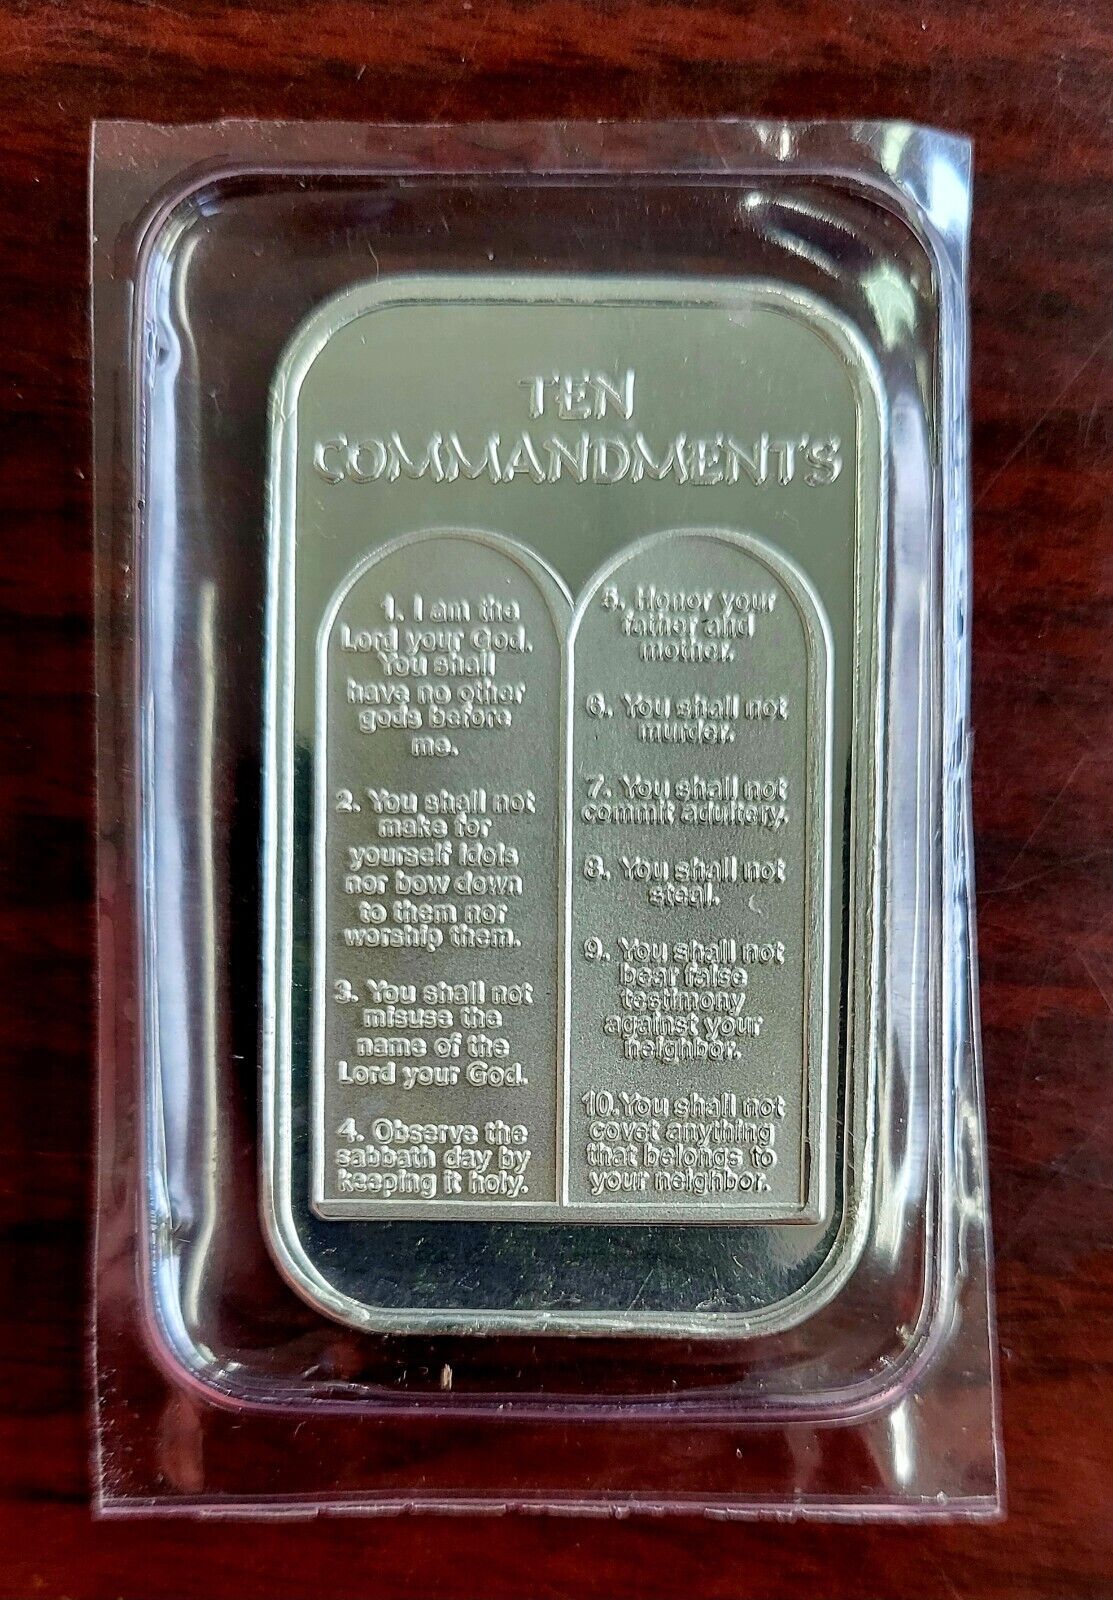 TEN
COMMANDMENTS
1. I am the
Lord your God.
You shall
have no other
gods before
me.
2. You shall not
make for
yourself idols
nor bow down
to them nor
worship them.
3. You shall not
misuse the
name of the
Lord your God.
4. Observe the
sabbath day by
keeping it holy.
5. Honor your
father and
mother.
6. You shall not
murder.
7. You shall not
commit adultery.
8. You shall not
steal.
9. You shall not
bear false
testimony
against your
neighbor.
10.You shall not
covet anything
that belongs to
your neighbor.